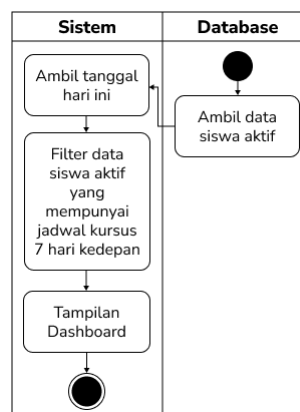 Sistem
Database
Ambil tanggal
hari ini
Ambil data
siswa aktif
Filter data
siswa aktif
yang
mempunyai
jadwal kursus
7 hari kedepan
Tampilan
Dashboard